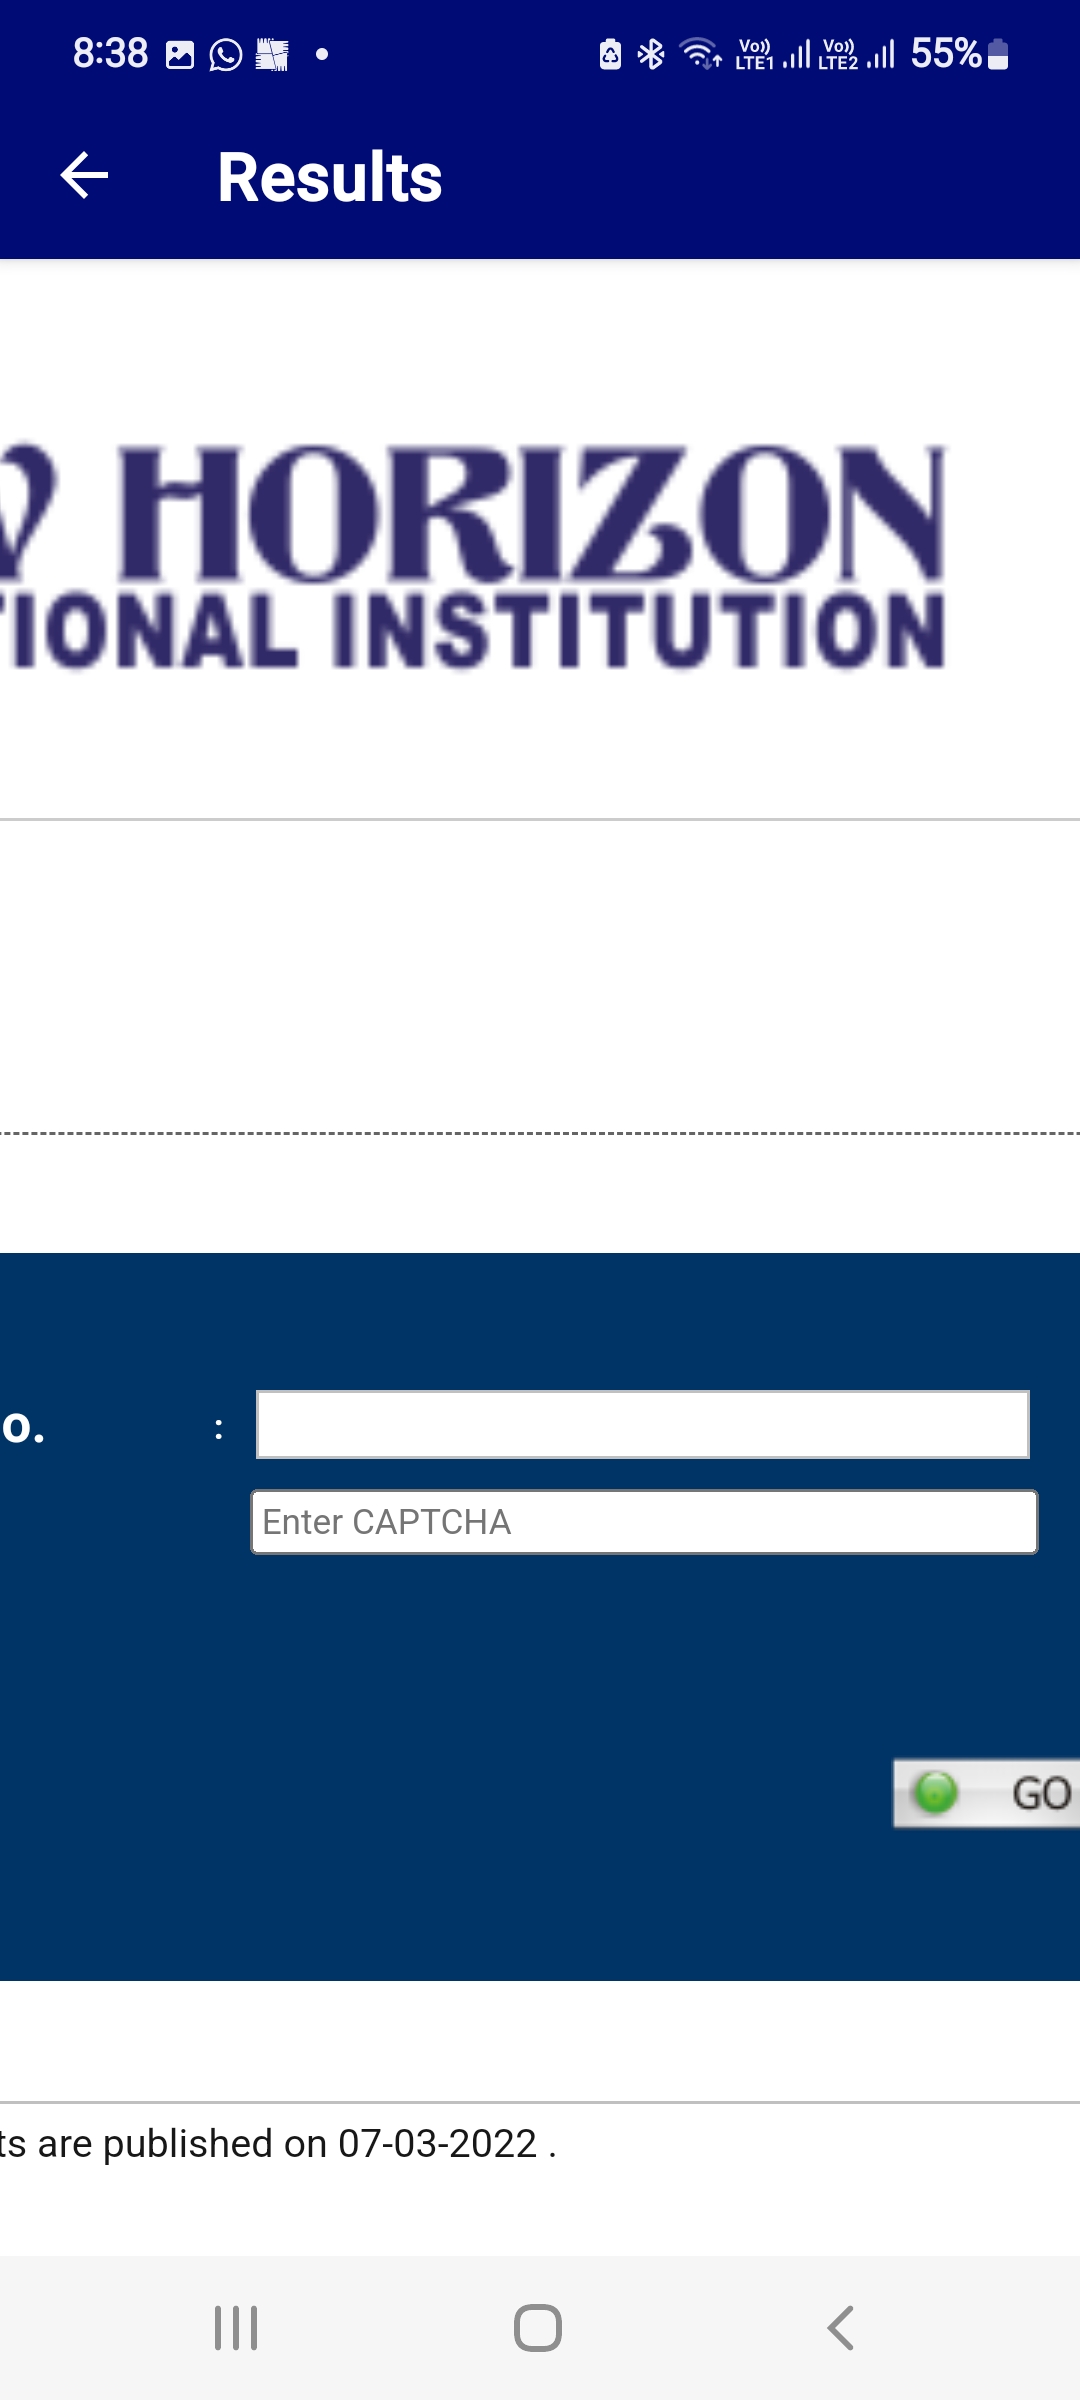 8:38 Vo)) LTE1 Vo)) LTE2 55%
Results
HORIZON
TIONAL INSTITUTION
o. :
Enter CAPTCHA
GO
ts are published on 07-03-2022 .